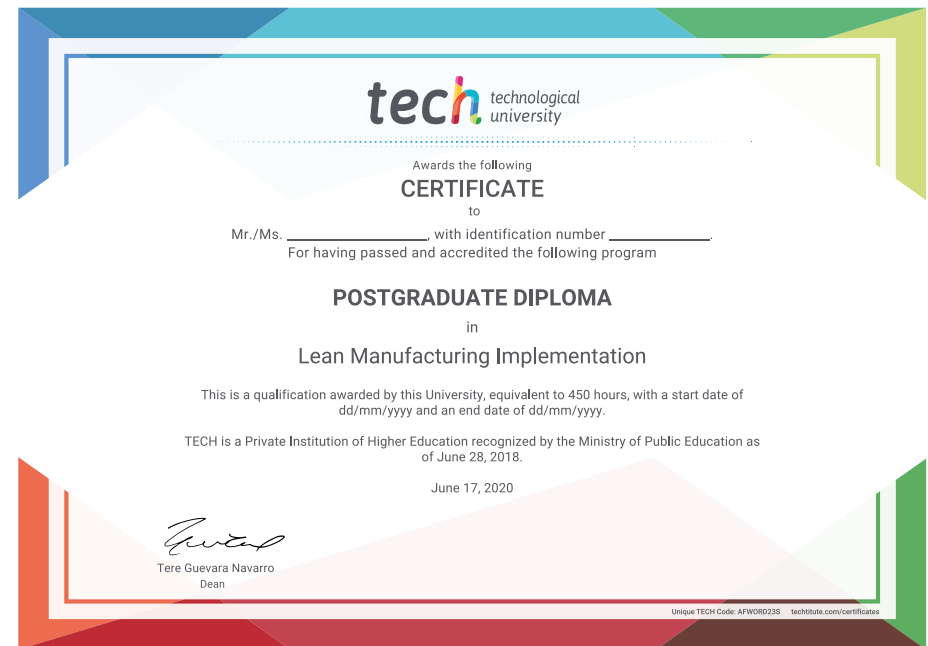 tech technological
university
Awards the following
CERTIFICATE
to
Mr./Ms. ____________________, with identification number ______________.
For having passed and accredited the following program
POSTGRADUATE DIPLOMA
in
Lean Manufacturing Implementation
This is a qualification awarded by this University, equivalent to 450 hours, with a start date of
dd/mm/yyyy and an end date of dd/mm/yyyy.
TECH is a Private Institution of Higher Education recognized by the Ministry of Public Education as
of June 28, 2018.
June 17, 2020
Tere Guevara Navarro
Dean
Unique TECH Code: AFWORD23S techtitute.com/certificates